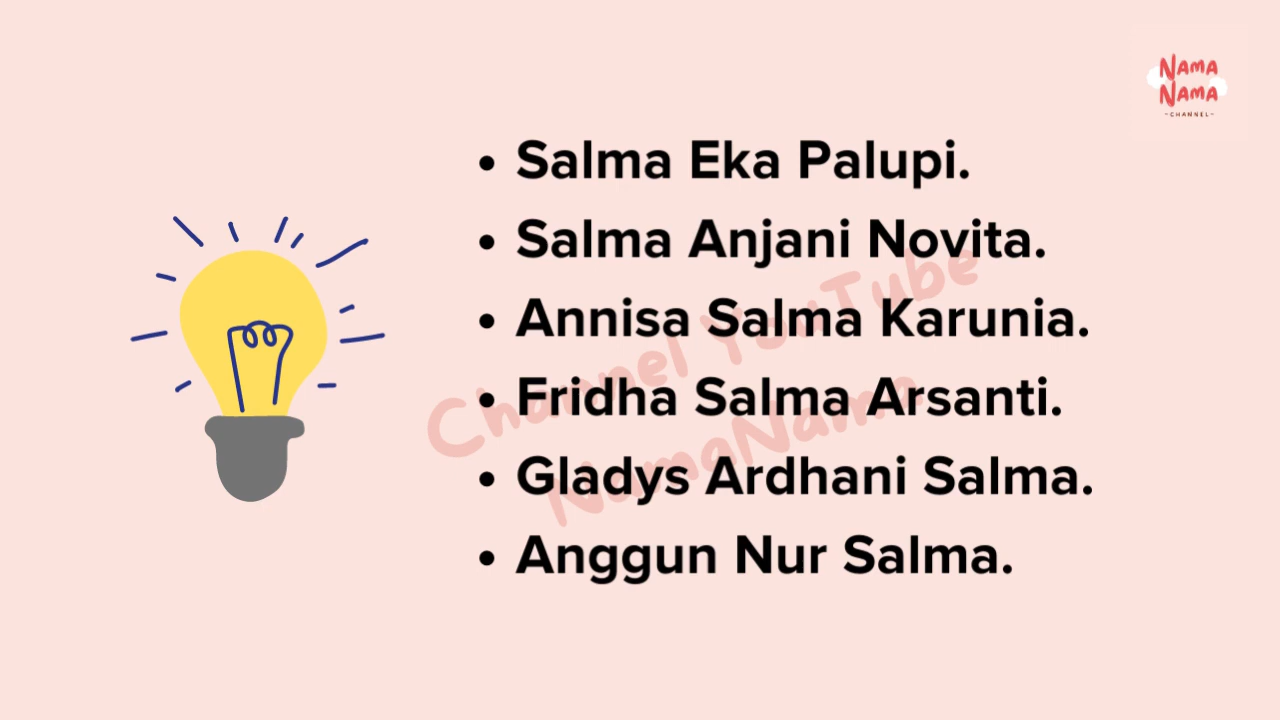 NAMA
NAMA
-CHANNEL-
• Salma Eka Palupi.
• Salma Anjani Novita.
• Annisa Salma Karunia.
• Fridha Salma Arsanti.
• Gladys Ardhani Salma.
• Anggun Nur Salma.
Channel YouTube
NamaNama